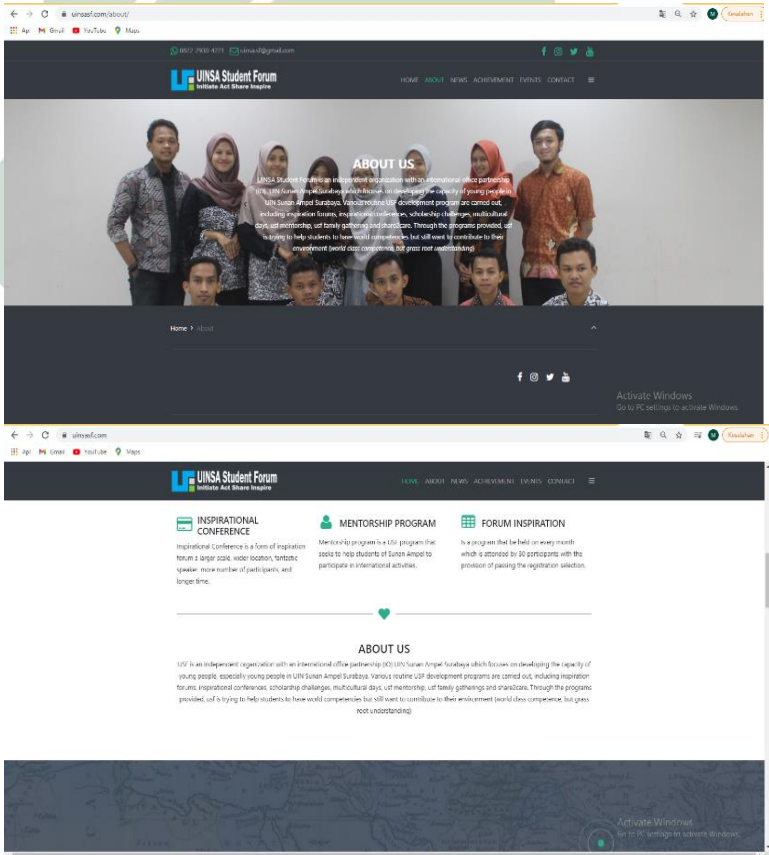 uinsasf.com/about/
Kesalahan
Apl Gmail YouTube Maps
UINSA Student Forum
Initiate Act Share Inspire
HOME ABOUT NEWS ACHIEVEMENT EVENTS CONTACT
ABOUT US
UINSA Student Forum is an independent organization with an international office partnership
UIN Sunan Ampel Surabaya which focuses on developing the capacity of young people in
UIN Sunan Ampel Surabaya. Various routine USF development program are carried out,
including inspiration forums, inspirational conferences, scholarship challenges, multicultural
days, usf mentorship, usf family gathering and share2care. Through the programs provided, usf
is trying to help students to have world competencies but still want to contribute to their
environment (world class competence, but grass root understanding)
Home > About
Activate Windows
Go to PC settings to activate Windows.
uinsasf.com
Kesalahan
Apl Gmail YouTube Maps
UINSA Student Forum
Initiate Act Share Inspire
HOME ABOUT NEWS ACHIEVEMENT EVENTS CONTACT
INSPIRATIONAL
CONFERENCE
Inspirational Conference is a form of inspiration
forum a larger scale, wider location, fantastic
speaker, more number of participants, and
longer time.
MENTORSHIP PROGRAM
Mentorship program is a USF program that
seeks to help students of Sunan Ampel to
participate in international activities.
FORUM INSPIRATION
Is a program that be held on every month
which is attended by 30 participants with the
provision of passing the registration selection.
ABOUT US
USF is an independent organization with an international office partnership (IO) UIN Sunan Ampel Surabaya which focuses on developing the capacity of
young people, especially young people in UIN Sunan Ampel Surabaya. Various routine USF development programs are carried out, including inspiration
forums, inspirational conferences, scholarship challenges, multicultural days, usf mentorship, usf family gatherings and share2care. Through the programs
provided, usf is trying to help students to have world competencies but still want to contribute to their environment (world class competence, but grass
root understanding)
Activate Windows
Go to PC settings to activate Windows.